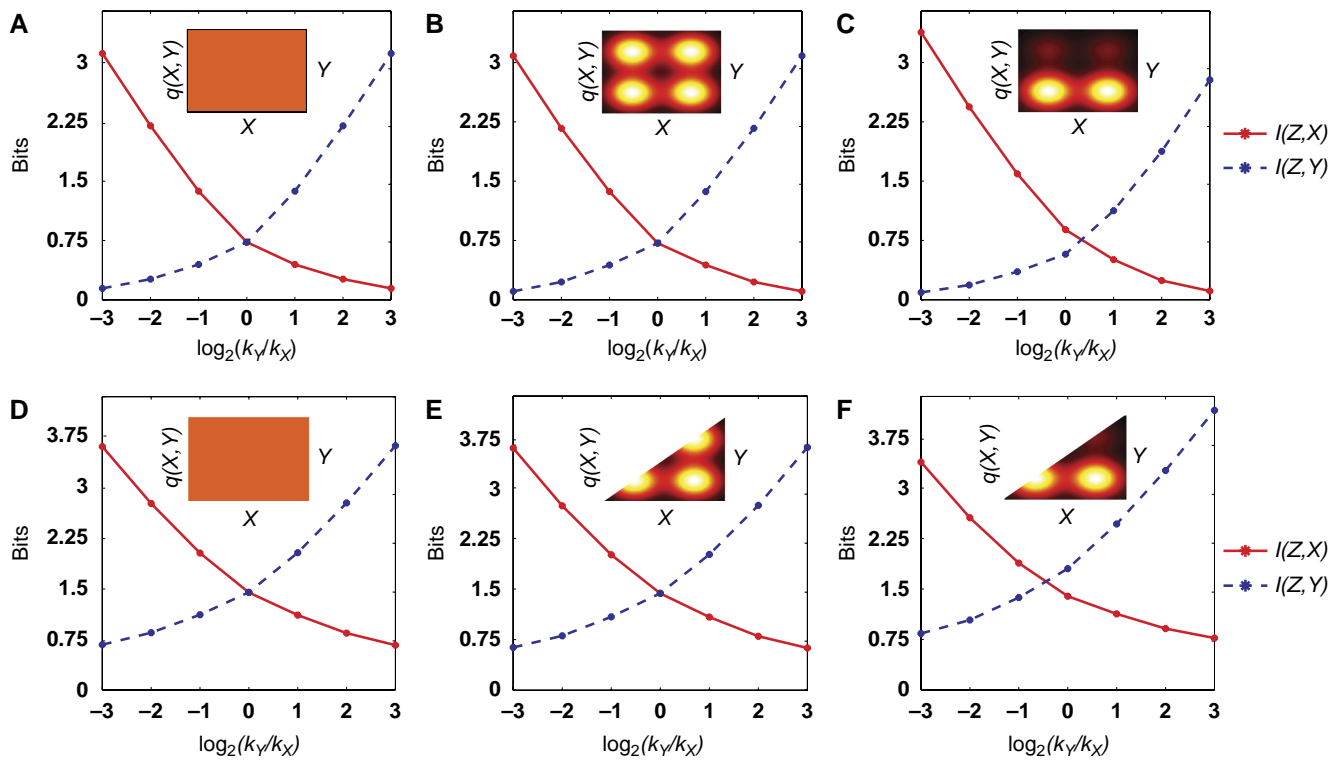 A
B
C
3
2.25
1.5
0.75
0
Bits
q(X,Y)
Y
X
–3 –2 –1 0 1 2 3
log2(kY/kX)
3
2.25
1.5
0.75
0
Bits
q(X,Y)
Y
X
–3 –2 –1 0 1 2 3
log2(kY/kX)
3
2.25
1.5
0.75
0
Bits
q(X,Y)
Y
X
–3 –2 –1 0 1 2 3
log2(kY/kX)
I(Z,X)
I(Z,Y)
D
E
F
3.75
3
2.25
1.5
0.75
0
Bits
q(X,Y)
Y
X
–3 –2 –1 0 1 2 3
log2(kY/kX)
3.75
3
2.25
1.5
0.75
0
Bits
q(X,Y)
Y
X
–3 –2 –1 0 1 2 3
log2(kY/kX)
3.75
3
2.25
1.5
0.75
0
Bits
q(X,Y)
Y
X
–3 –2 –1 0 1 2 3
log2(kY/kX)
I(Z,X)
I(Z,Y)